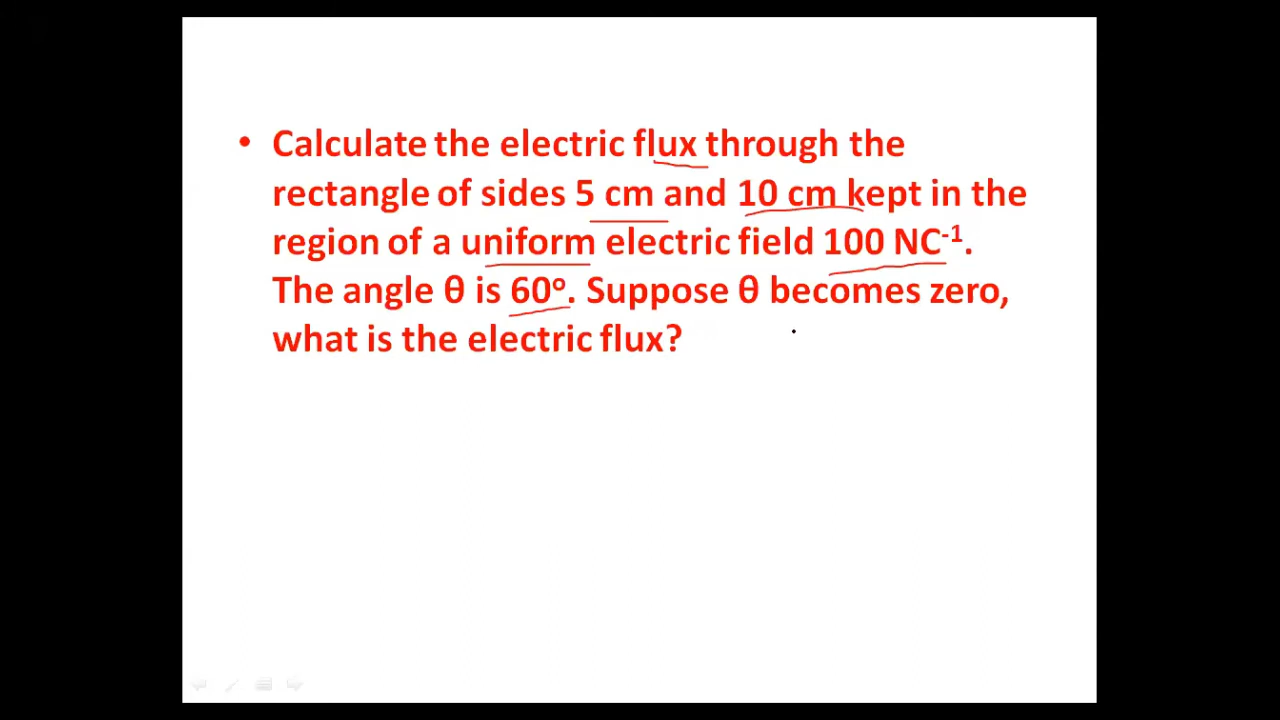 • Calculate the electric flux through the
rectangle of sides 5 cm and 10 cm kept in the
region of a uniform electric field 100 NC⁻¹.
The angle θ is 60ᵒ. Suppose θ becomes zero,
what is the electric flux?